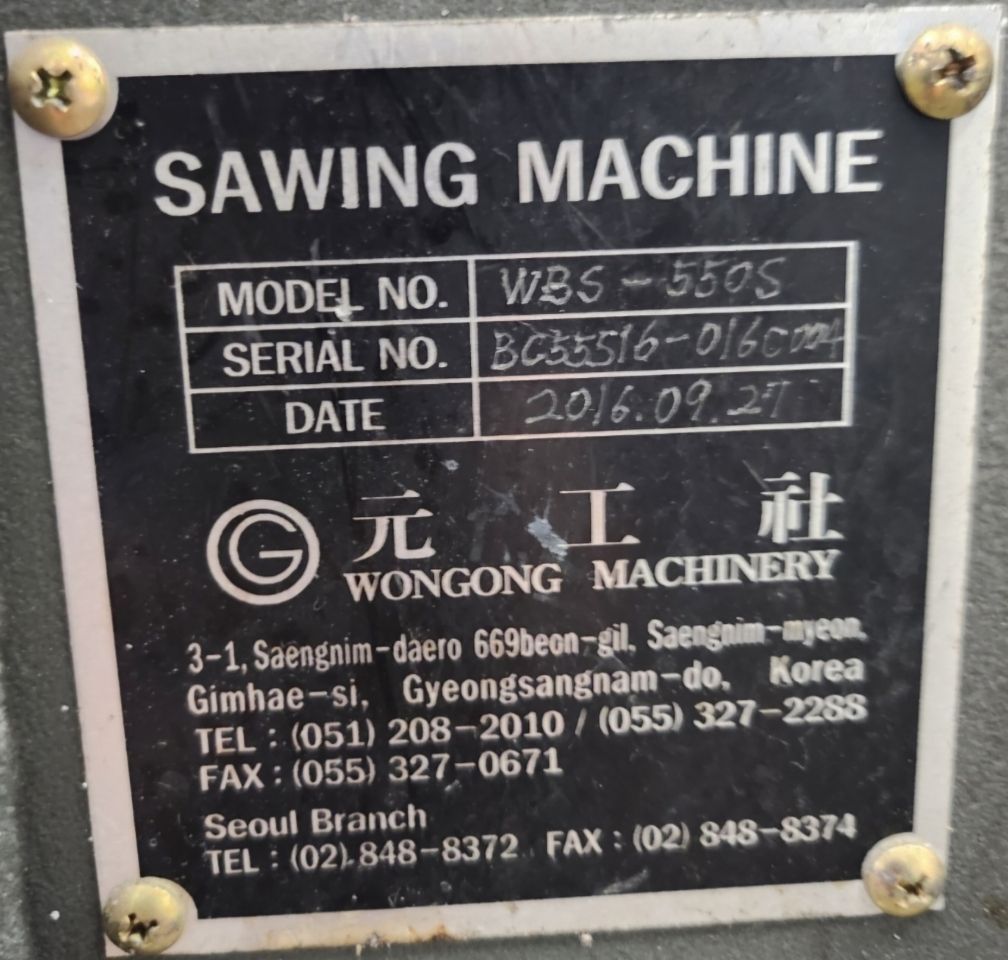 SAWING MACHINE
MODEL NO. WBS-550S
SERIAL NO.
DATE 2016.09.27
G 元 工 社
WONGONG MACHINERY
3-1, Saengnim-daero 669beon-gil, Saengnim-myeon,
Gimhae-si, Gyeongsangnam-do, Korea
TEL : (051) 208-2010 / (055) 327-2288
FAX : (055) 327-0671
Seoul Branch
TEL : (02) 848-8372 FAX : (02) 848-8374